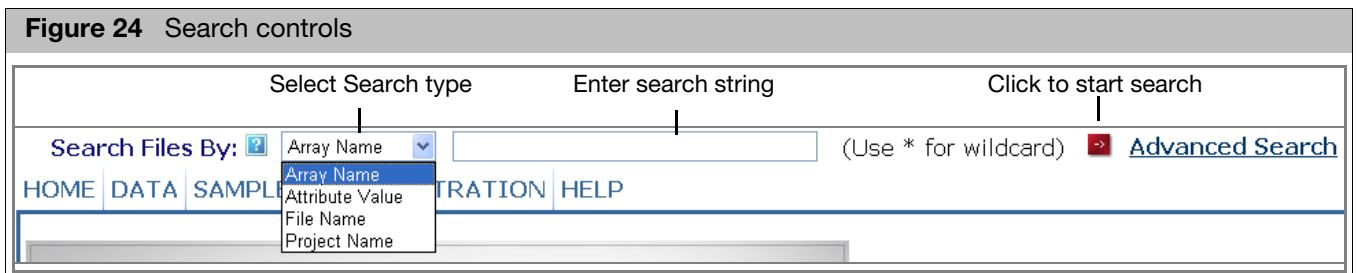 Figure 24 Search controls
Select Search type Enter search string Click to start search
Search Files By: ? Array Name (Use * for wildcard) Advanced Search
Array Name
HOME DATA SAMPL TRATION HELP
Attribute Value
File Name
Project Name